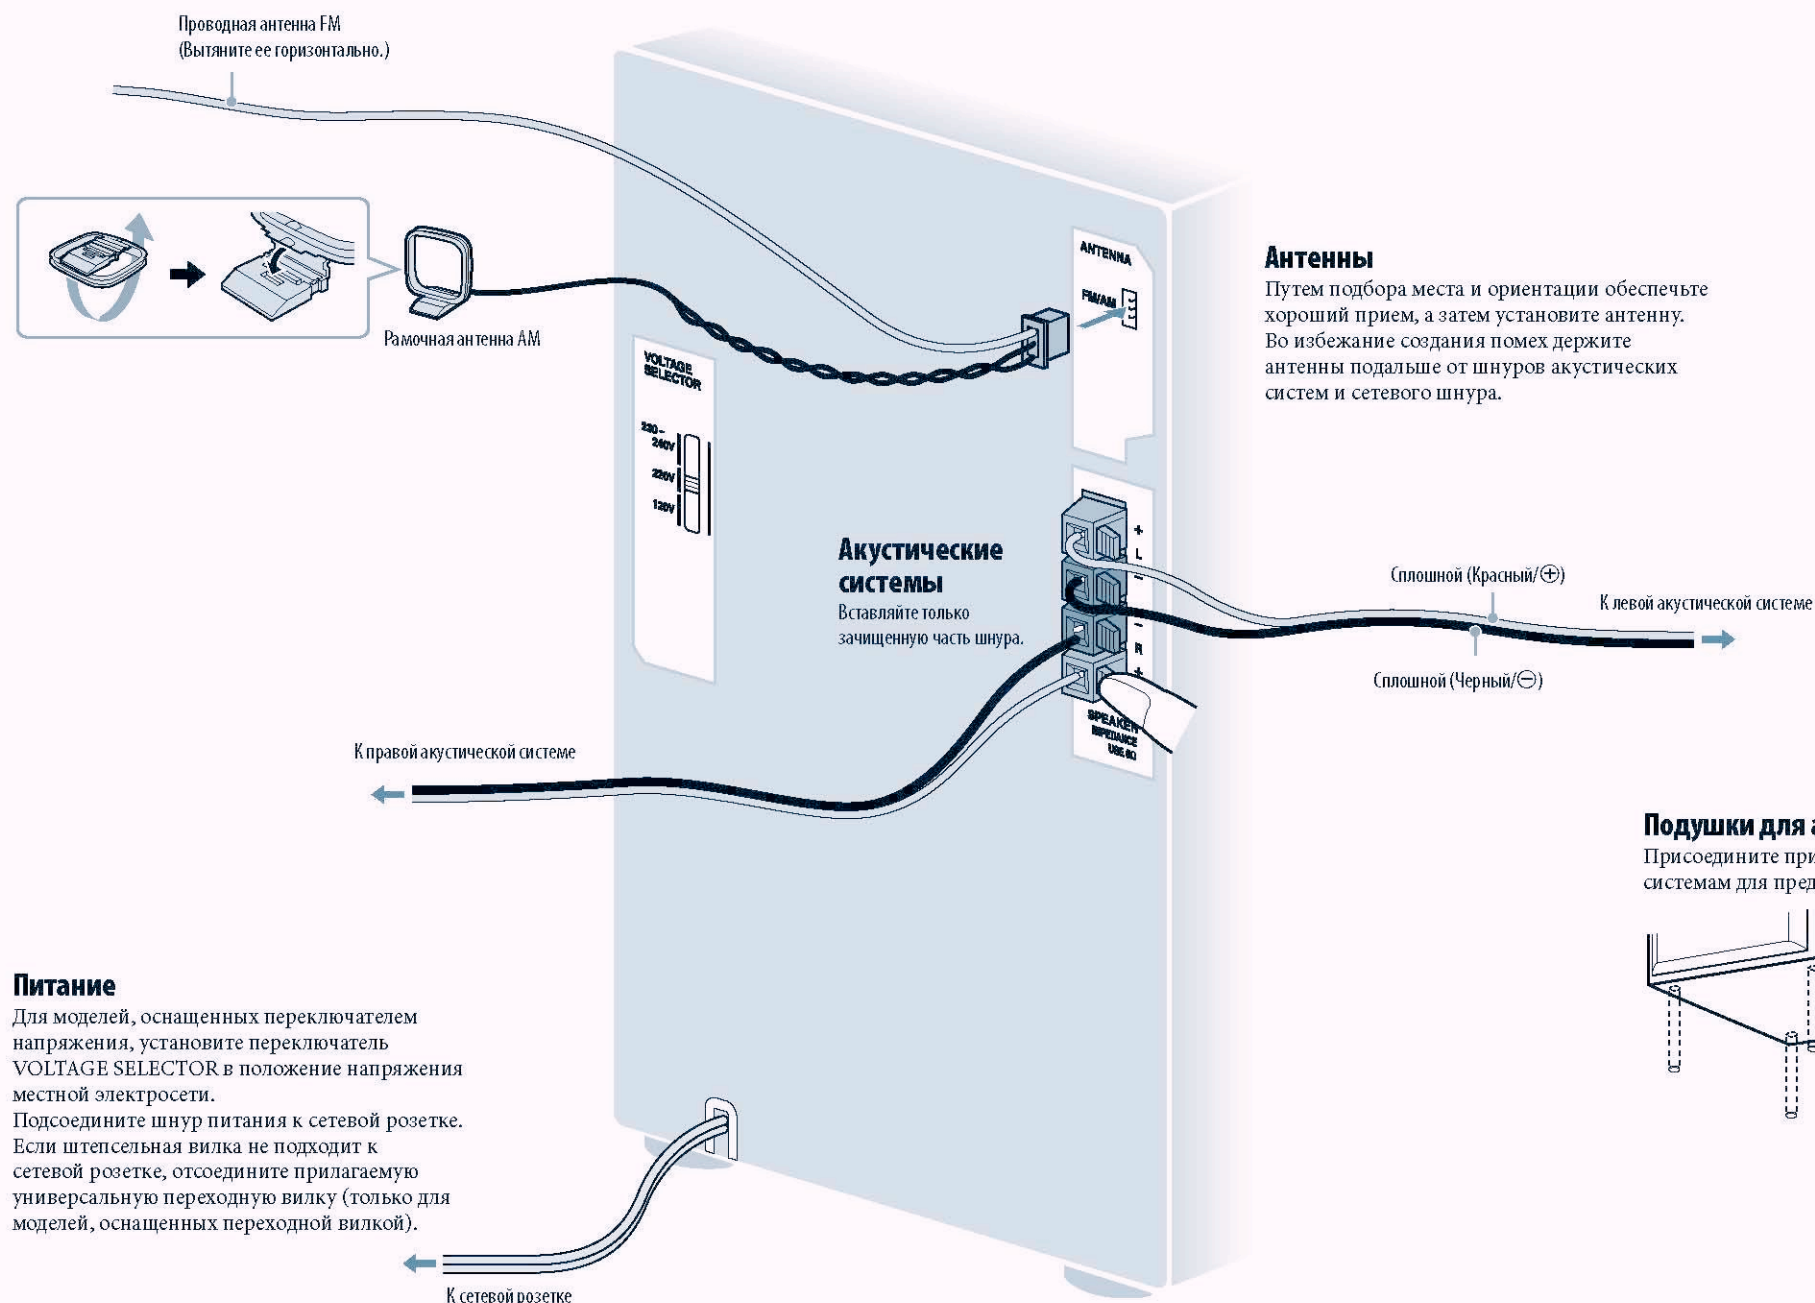 Проводная антенна FM
(Вытяните ее горизонтально.)
Рамочная антенна AM
ANTENNA
FM/AM
VOLTAGE
SELECTOR
230 –
240V
220V
120V
Антенны
Путем подбора места и ориентации обеспечьте
хороший прием, а затем установите антенну.
Во избежание создания помех держите
антенны подальше от шнуров акустических
систем и сетевого шнура.
Акустические
системы
Вставляйте только
зачищенную часть шнура.
+
L
–
–
R
+
SPEAKER
IMPEDANCE
USE 6Ω
Сплошной (Красный/⊕)
К левой акустической системе
Сплошной (Черный/⊖)
К правой акустической системе
Подушки для
Присоедините
системам для
Питание
Для моделей, оснащенных переключателем
напряжения, установите переключатель
VOLTAGE SELECTOR в положение напряжения
местной электросети.
Подсоедините шнур питания к сетевой розетке.
Если штепсельная вилка не подходит к
сетевой розетке, отсоедините прилагаемую
универсальную переходную вилку (только для
моделей, оснащенных переходной вилкой).
К сетевой розетке